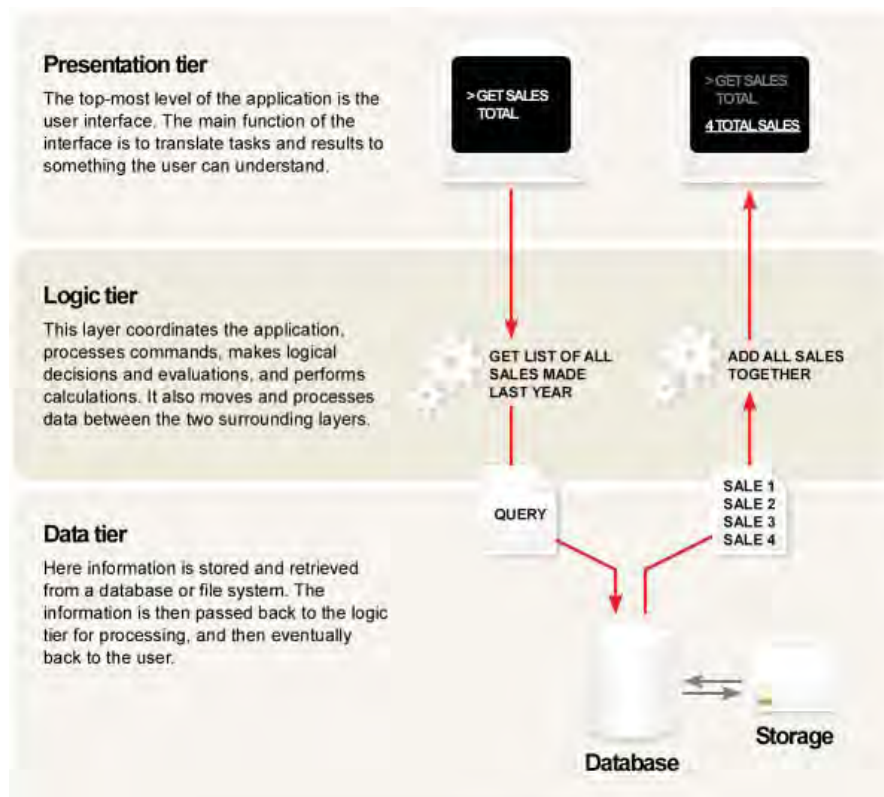 Presentation tier
The top-most level of the application is the
user interface. The main function of the
interface is to translate tasks and results to
something the user can understand.
>GET SALES
TOTAL
>GET SALES
TOTAL
4 TOTAL SALES
Logic tier
This layer coordinates the application,
processes commands, makes logical
decisions and evaluations, and performs
calculations. It also moves and processes
data between the two surrounding layers.
GET LIST OF ALL
SALES MADE
LAST YEAR
ADD ALL SALES
TOGETHER
QUERY
SALE 1
SALE 2
SALE 3
SALE 4
Data tier
Here information is stored and retrieved
from a database or file system. The
information is then passed back to the logic
tier for processing, and then eventually
back to the user.
Database
Storage